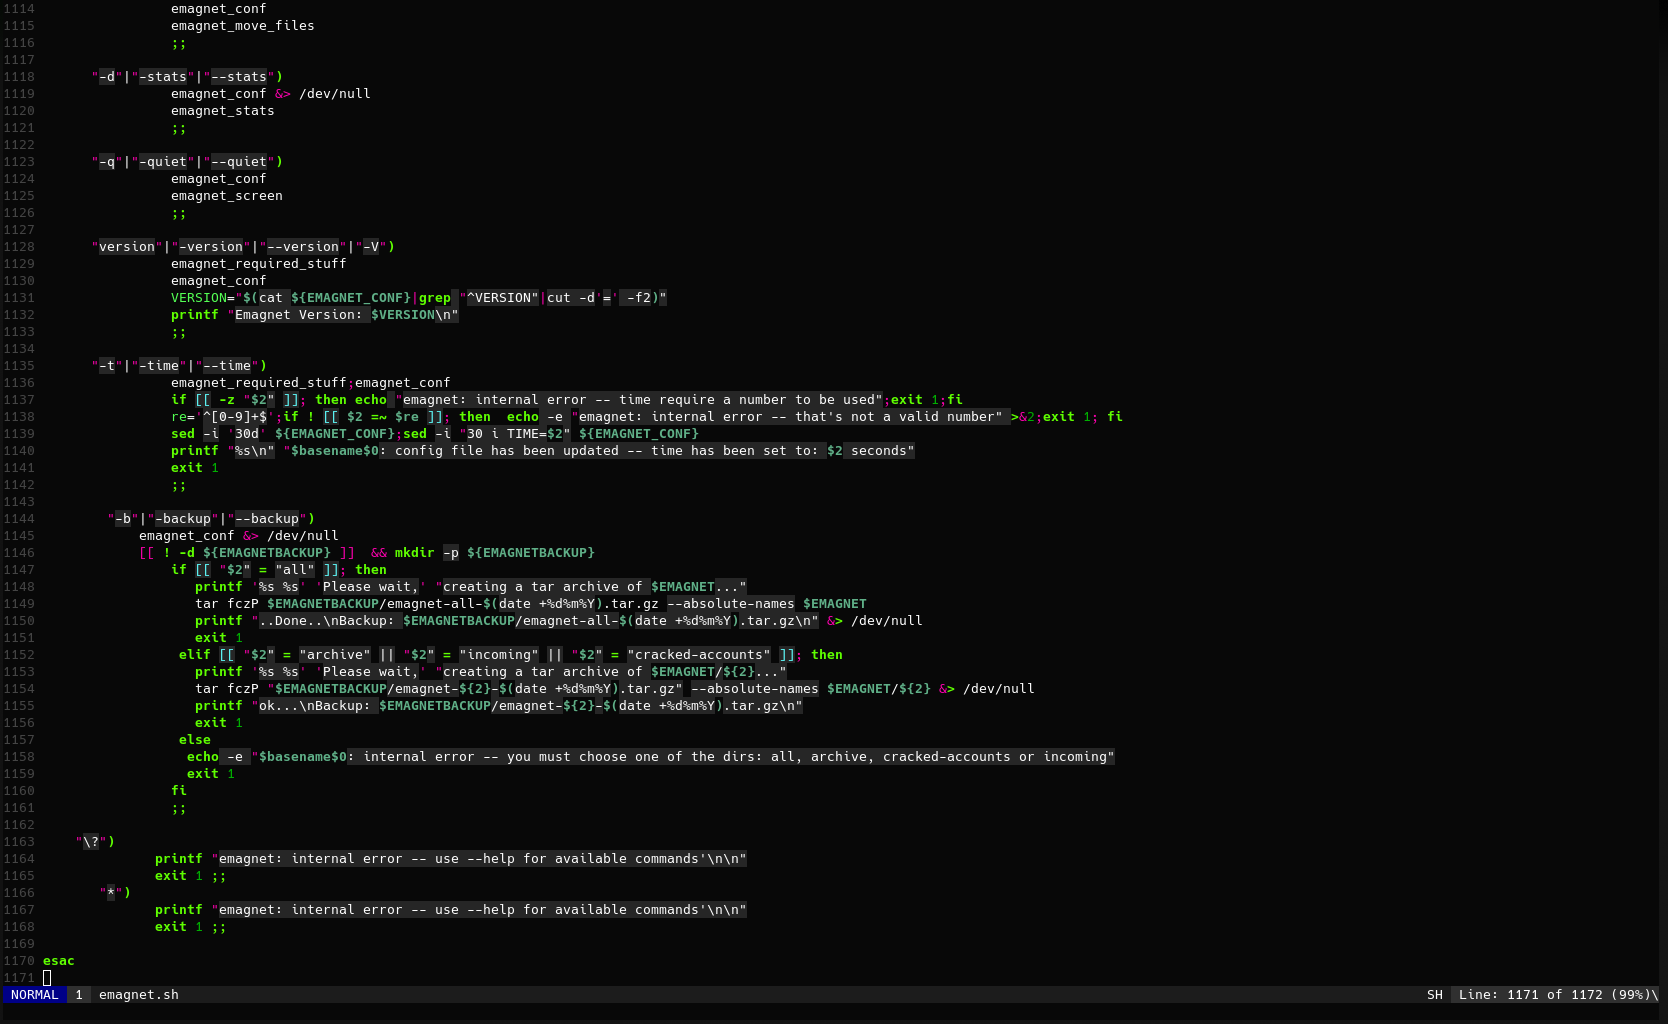 1114                 emagnet_conf
1115                 emagnet_move_files
1116                 ;;
1117
1118       "-d"|"-stats"|"--stats")
1119                 emagnet_conf &> /dev/null
1120                 emagnet_stats
1121                 ;;
1122
1123       "-q"|"-quiet"|"--quiet")
1124                 emagnet_conf
1125                 emagnet_screen
1126                 ;;
1127
1128       "version"|"-version"|"--version"|"-V")
1129                 emagnet_required_stuff
1130                 emagnet_conf
1131                 VERSION="$(cat ${EMAGNET_CONF}|grep "^VERSION"|cut -d'=' -f2)"
1132                 printf "Emagnet Version: $VERSION\n"
1133                 ;;
1134
1135       "-t"|"-time"|"--time")
1136                 emagnet_required_stuff;emagnet_conf
1137                 if [[ -z "$2" ]]; then echo "emagnet: internal error -- time require a number to be used";exit 1;fi
1138                 re='^[0-9]+$';if ! [[ $2 =~ $re ]]; then  echo -e "emagnet: internal error -- that's not a valid number" >&2;exit 1; fi
1139                 sed -i '30d' ${EMAGNET_CONF};sed -i "30 i TIME=$2" ${EMAGNET_CONF}
1140                 printf "%s\n" "$basename$0: config file has been updated -- time has been set to: $2 seconds"
1141                 exit 1
1142                 ;;
1143
1144         "-b"|"-backup"|"--backup")
1145             emagnet_conf &> /dev/null
1146             [[ ! -d ${EMAGNETBACKUP} ]]  && mkdir -p ${EMAGNETBACKUP}
1147                 if [[ "$2" = "all" ]]; then
1148                    printf '%s %s' 'Please wait,' "creating a tar archive of $EMAGNET..."
1149                    tar fczP $EMAGNETBACKUP/emagnet-all-$(date +%d%m%Y).tar.gz --absolute-names $EMAGNET
1150                    printf "..Done..\nBackup: $EMAGNETBACKUP/emagnet-all-$(date +%d%m%Y).tar.gz\n" &> /dev/null
1151                    exit 1
1152                  elif [[ "$2" = "archive" || "$2" = "incoming" || "$2" = "cracked-accounts" ]]; then
1153                    printf '%s %s' 'Please wait,' "creating a tar archive of $EMAGNET/${2}..."
1154                    tar fczP "$EMAGNETBACKUP/emagnet-${2}-$(date +%d%m%Y).tar.gz" --absolute-names $EMAGNET/${2} &> /dev/null
1155                    printf "ok...\nBackup: $EMAGNETBACKUP/emagnet-${2}-$(date +%d%m%Y).tar.gz\n"
1156                    exit 1
1157                  else
1158                   echo -e "$basename$0: internal error -- you must choose one of the dirs: all, archive, cracked-accounts or incoming"
1159                   exit 1
1160                 fi
1161                 ;;
1162
1163     "\?")
1164               printf "emagnet: internal error -- use --help for available commands'\n\n"
1165               exit 1 ;;
1166        "*")
1167               printf "emagnet: internal error -- use --help for available commands'\n\n"
1168               exit 1 ;;
1169
1170 esac
1171
NORMAL  1  emagnet.sh  SH  Line: 1171 of 1172 (99%)\